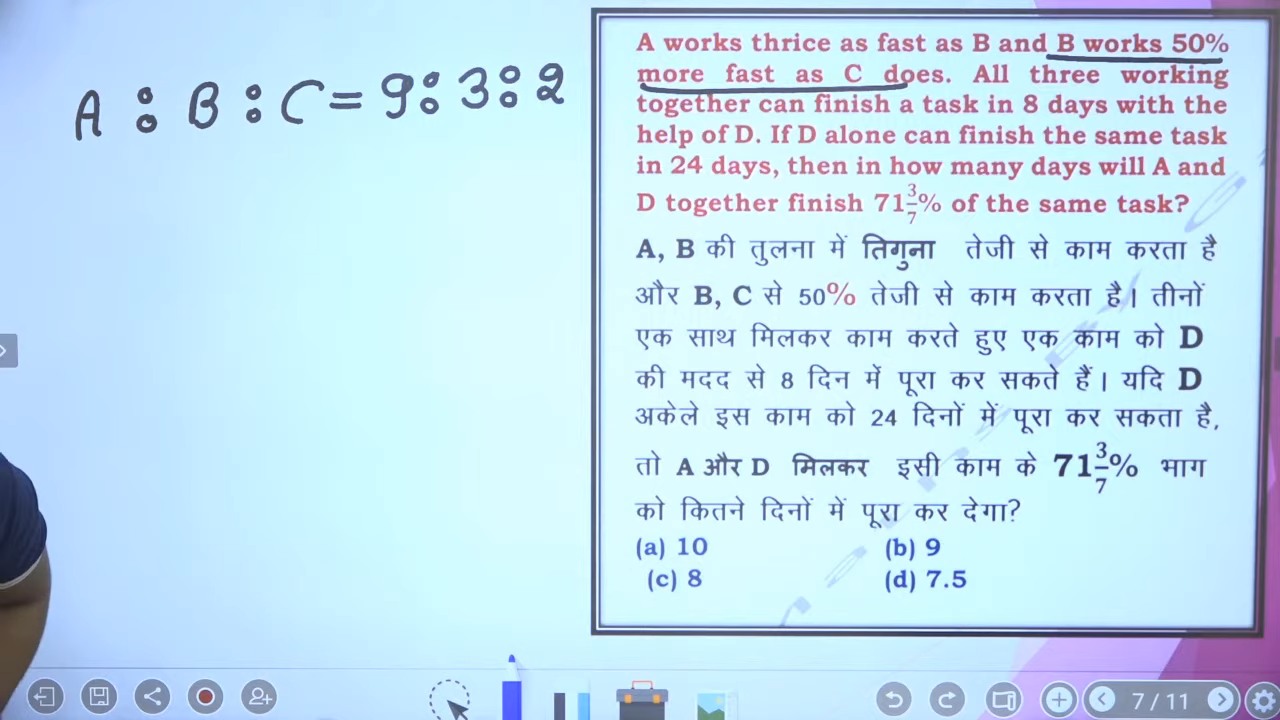 A : B : C = 9 : 3 : 2
A works thrice as fast as B and B works 50%
more fast as C does. All three working
together can finish a task in 8 days with the
help of D. If D alone can finish the same task
in 24 days, then in how many days will A and
D together finish 71 3/7% of the same task?
A, B की तुलना में तिगुना तेजी से काम करता है
और B, C से 50% तेजी से काम करता है। तीनों
एक साथ मिलकर काम करते हुए एक काम को D
की मदद से 8 दिन में पूरा कर सकते हैं। यदि D
अकेले इस काम को 24 दिनों में पूरा कर सकता है,
तो A और D मिलकर इसी काम के 71 3/7% भाग
को कितने दिनों में पूरा कर देगा?
(a) 10 (b) 9
(c) 8 (d) 7.5
7 / 11